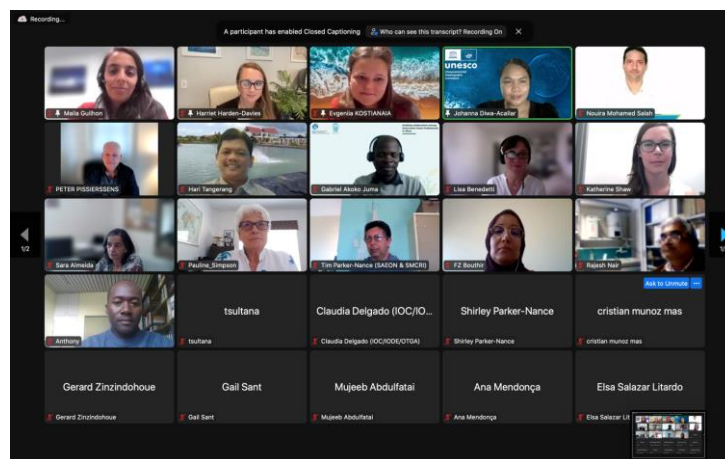 Recording...
A participant has enabled Closed Captioning
Who can see this transcript? Recording On
unesco
Maila Guilhon
Harriet Harden-Davies
Evgeniia KOSTIANAIA
Johanna Diwa-Acallar
Nouira Mohamed Salah
PETER PISSIERSSENS
Hari Tangerang
Gabriel Akoko Juma
Lisa Benedetti
Katherine Shaw
1/2
Sara Almeida
Pauline_Simpson
Tim Parker-Nance (SAEON & SMCRI)
FZ Bouthir
Rajesh Nair
Ask to Unmute
Anthony
tsultana
tsultana
Claudia Delgado (IOC/IO...
Claudia Delgado (IOC/IODE/OTGA)
Shirley Parker-Nance
Shirley Parker-Nance
cristian munoz mas
cristian munoz mas
Gerard Zinzindohoue
Gerard Zinzindohoue
Gail Sant
Gail Sant
Mujeeb Abdulfatai
Mujeeb Abdulfatai
Ana Mendonça
Ana Mendonça
Elsa Salazar Litardo
Elsa Salazar Lit